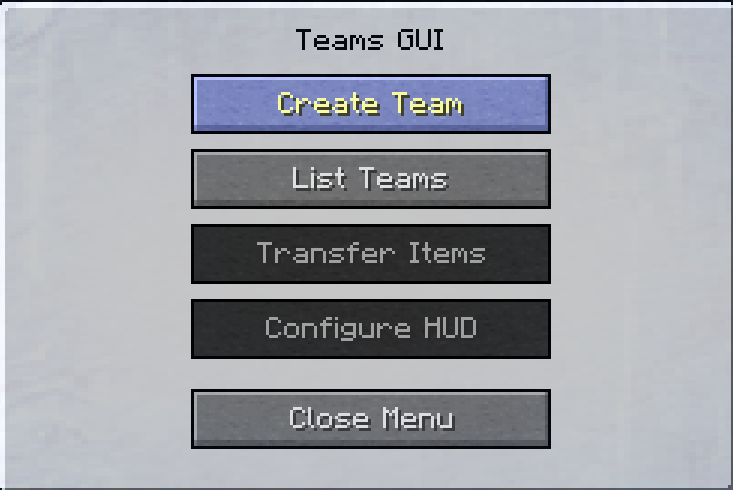 Teams GUI
Create Team
List Teams
Transfer Items
Configure HUD
Close Menu